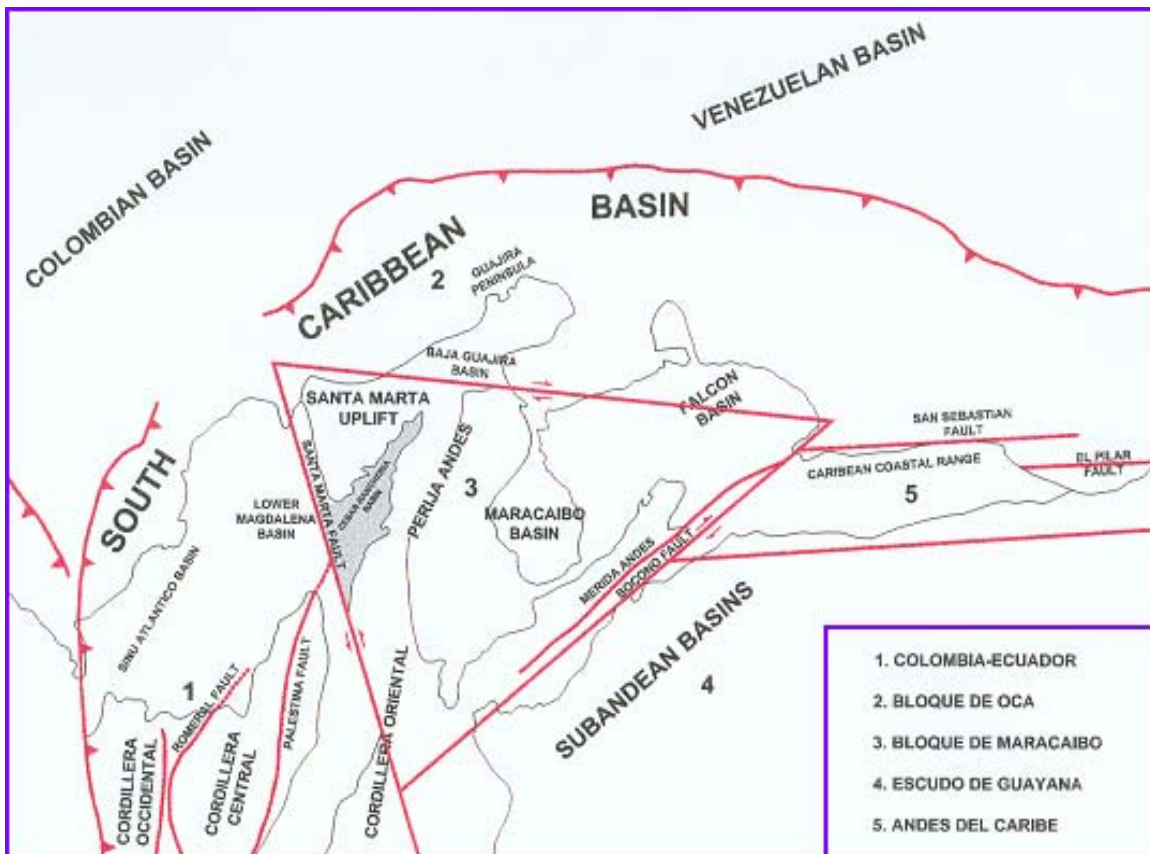 VENEZUELAN BASIN
COLOMBIAN BASIN
BASIN
CARIBBEAN
2
GUAJIRA
PENINSULA
BAJA GUAJIRA
BASIN
SANTA MARTA
UPLIFT
FALCON
BASIN
SAN SEBASTIAN
FAULT
EL PILAR
FAULT
CARIBEAN COASTAL RANGE
5
SOUTH
LOWER
MAGDALENA
BASIN
SANTA MARTA FAULT
CESAR RANCHERIA
BASIN
PERIJA ANDES
3
MARACAIBO
BASIN
MERIDA ANDES
BOCONO FAULT
SINU ATLANTICO BASIN
SUBANDEAN BASINS
4
1
ROMERAL FAULT
PALESTINA FAULT
CORDILLERA ORIENTAL
CORDILLERA
OCCIDENTAL
CORDILLERA
CENTRAL
1. COLOMBIA-ECUADOR
2. BLOQUE DE OCA
3. BLOQUE DE MARACAIBO
4. ESCUDO DE GUAYANA
5. ANDES DEL CARIBE